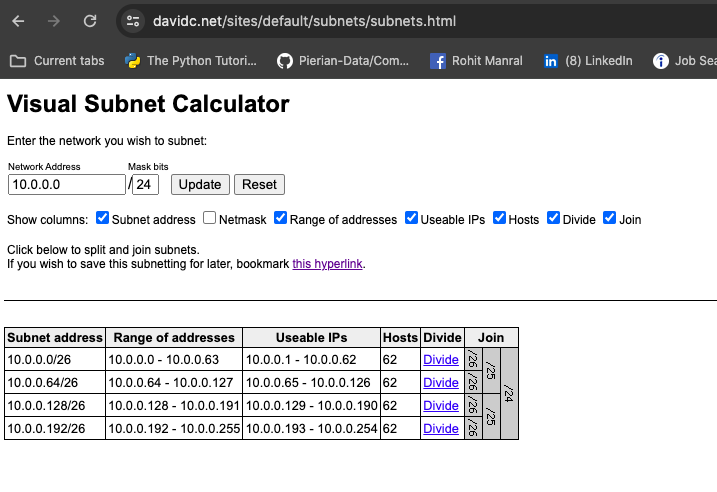 davidc.net/sites/default/subnets/subnets.html
Current tabs The Python Tutori... Pierian-Data/Com... Rohit Manral (8) LinkedIn Job Sea
Visual Subnet Calculator
Enter the network you wish to subnet:
Network Address Mask bits
10.0.0.0 / 24 Update Reset
Show columns: Subnet address Netmask Range of addresses Useable IPs Hosts Divide Join
Click below to split and join subnets.
If you wish to save this subnetting for later, bookmark this hyperlink.
Subnet address Range of addresses Useable IPs Hosts Divide Join
10.0.0.0/26 10.0.0.0 - 10.0.0.63 10.0.0.1 - 10.0.0.62 62 Divide /26 /25 /24
10.0.0.64/26 10.0.0.64 - 10.0.0.127 10.0.0.65 - 10.0.0.126 62 Divide /26
10.0.0.128/26 10.0.0.128 - 10.0.0.191 10.0.0.129 - 10.0.0.190 62 Divide /26 /25
10.0.0.192/26 10.0.0.192 - 10.0.0.255 10.0.0.193 - 10.0.0.254 62 Divide /26